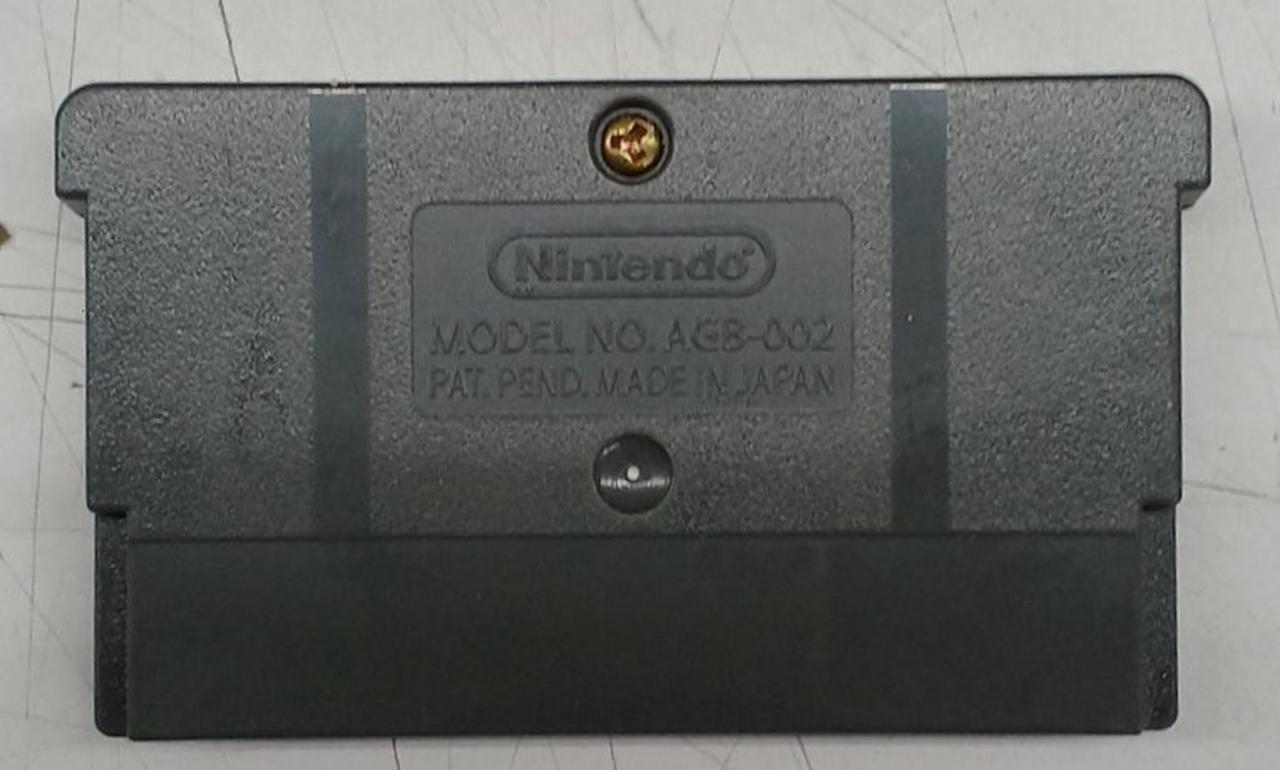 Nintendo
MODEL NO. AGB-002
PAT. PEND. MADE IN JAPAN